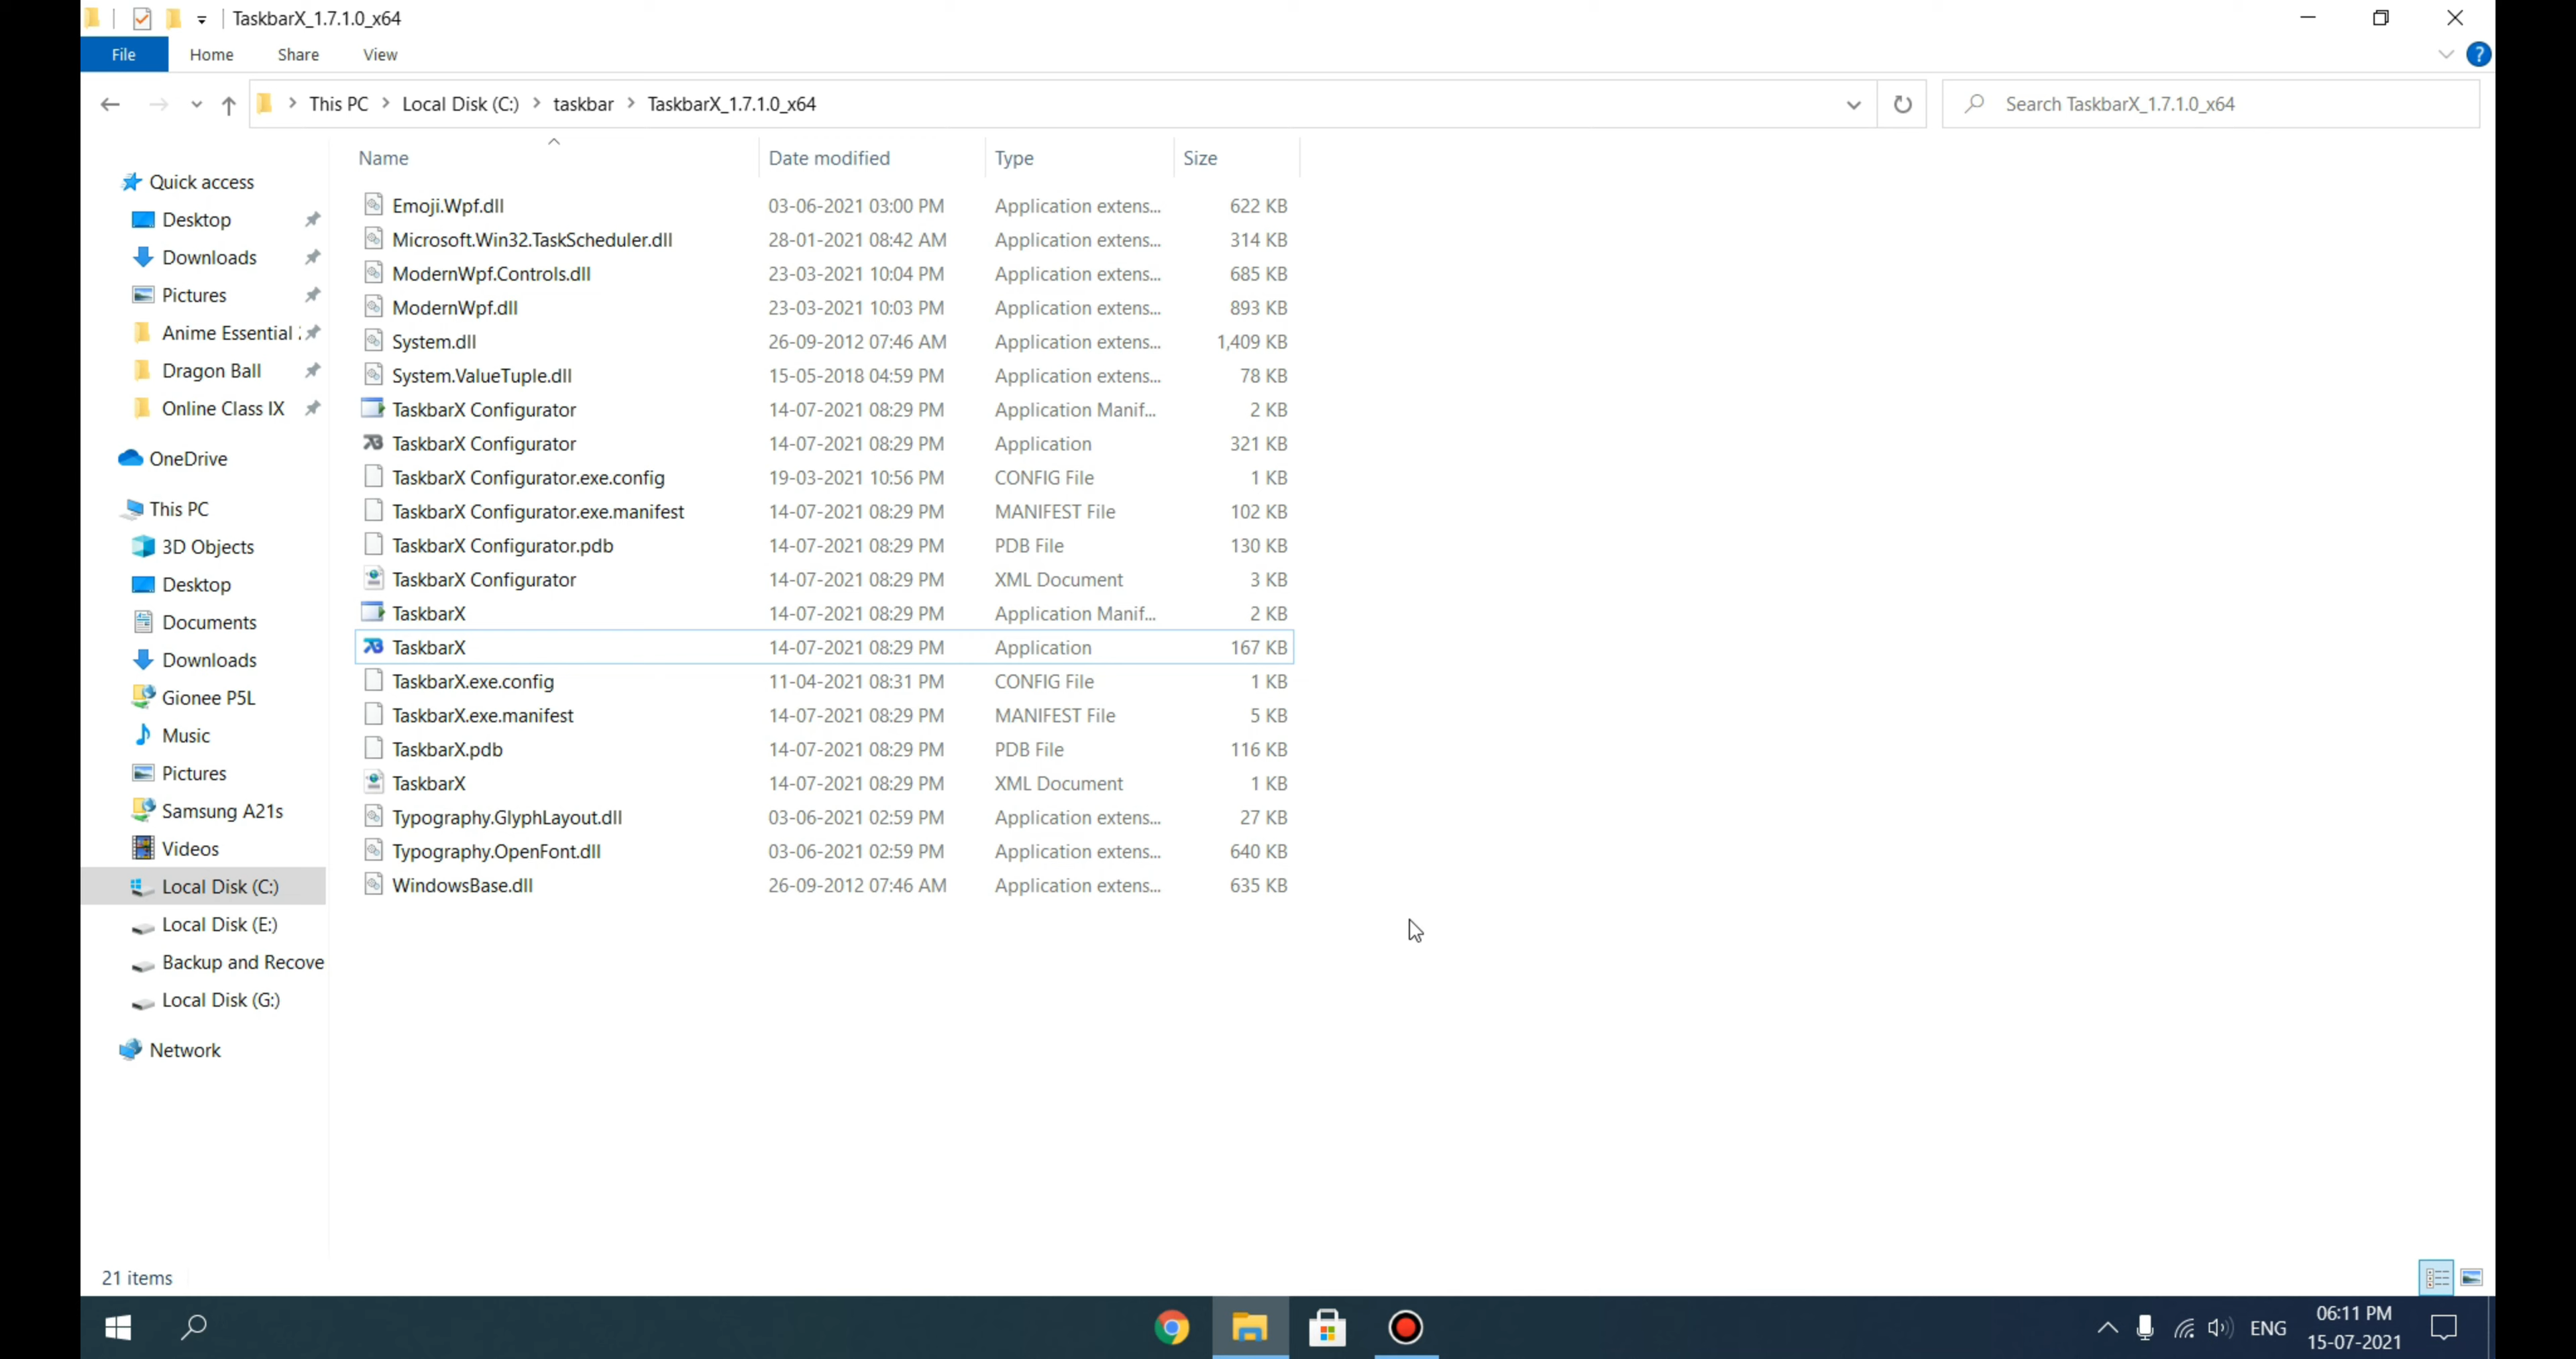 TaskbarX_1.7.1.0_x64
File Home Share View
This PC Local Disk (C:) taskbar TaskbarX_1.7.1.0_x64 Search TaskbarX_1.7.1.0_x64
Quick access
Desktop
Downloads
Pictures
Anime Essential
Dragon Ball
Online Class IX
OneDrive
This PC
3D Objects
Desktop
Documents
Downloads
Gionee P5L
Music
Pictures
Samsung A21s
Videos
Local Disk (C:)
Local Disk (E:)
Backup and Recove
Local Disk (G:)
Network
Name Date modified Type Size
Emoji.Wpf.dll 03-06-2021 03:00 PM Application extens... 622 KB
Microsoft.Win32.TaskScheduler.dll 28-01-2021 08:42 AM Application extens... 314 KB
ModernWpf.Controls.dll 23-03-2021 10:04 PM Application extens... 685 KB
ModernWpf.dll 23-03-2021 10:03 PM Application extens... 893 KB
System.dll 26-09-2012 07:46 AM Application extens... 1,409 KB
System.ValueTuple.dll 15-05-2018 04:59 PM Application extens... 78 KB
TaskbarX Configurator 14-07-2021 08:29 PM Application Manif... 2 KB
TaskbarX Configurator 14-07-2021 08:29 PM Application 321 KB
TaskbarX Configurator.exe.config 19-03-2021 10:56 PM CONFIG File 1 KB
TaskbarX Configurator.exe.manifest 14-07-2021 08:29 PM MANIFEST File 102 KB
TaskbarX Configurator.pdb 14-07-2021 08:29 PM PDB File 130 KB
TaskbarX Configurator 14-07-2021 08:29 PM XML Document 3 KB
TaskbarX 14-07-2021 08:29 PM Application Manif... 2 KB
TaskbarX 14-07-2021 08:29 PM Application 167 KB
TaskbarX.exe.config 11-04-2021 08:31 PM CONFIG File 1 KB
TaskbarX.exe.manifest 14-07-2021 08:29 PM MANIFEST File 5 KB
TaskbarX.pdb 14-07-2021 08:29 PM PDB File 116 KB
TaskbarX 14-07-2021 08:29 PM XML Document 1 KB
Typography.GlyphLayout.dll 03-06-2021 02:59 PM Application extens... 27 KB
Typography.OpenFont.dll 03-06-2021 02:59 PM Application extens... 640 KB
WindowsBase.dll 26-09-2012 07:46 AM Application extens... 635 KB
21 items
ENG
06:11 PM
15-07-2021